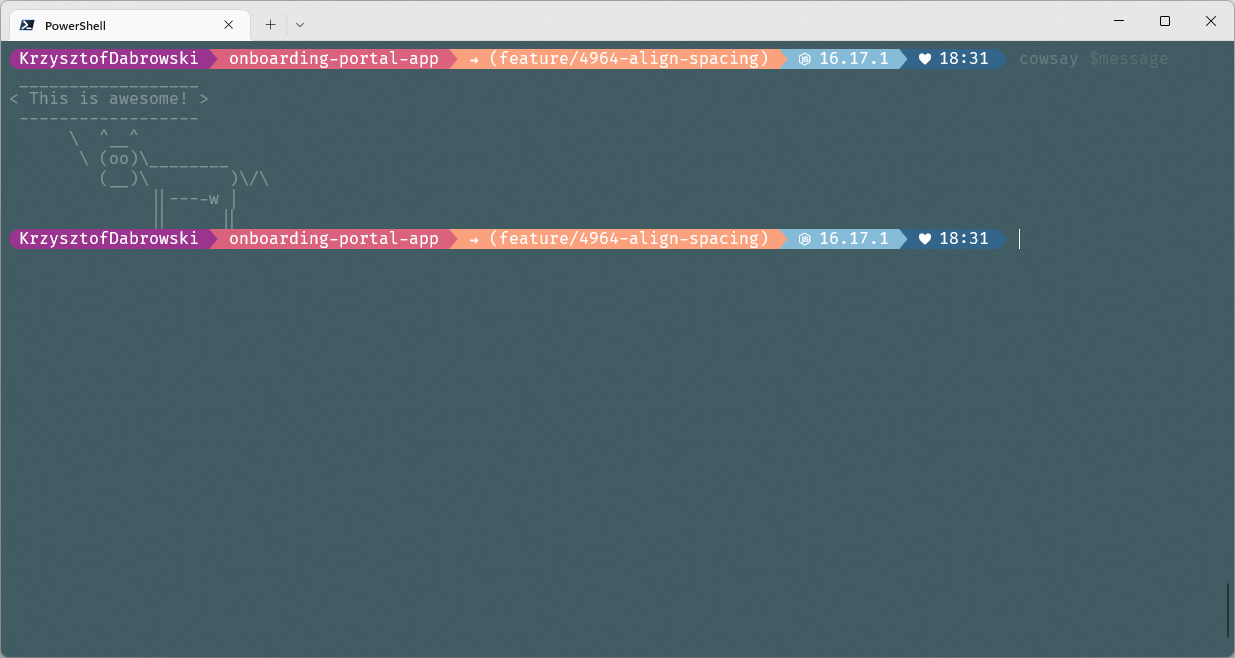 PowerShell
KrzysztofDabrowski onboarding-portal-app → (feature/4964-align-spacing) 16.17.1 ♥ 18:31 cowsay $message
 __________________
< This is awesome! >
 ------------------
      \  ^__^
       \ (oo)\________
         (__)\        )\/\
              ||----w |
              ||     ||
KrzysztofDabrowski onboarding-portal-app → (feature/4964-align-spacing) 16.17.1 ♥ 18:31